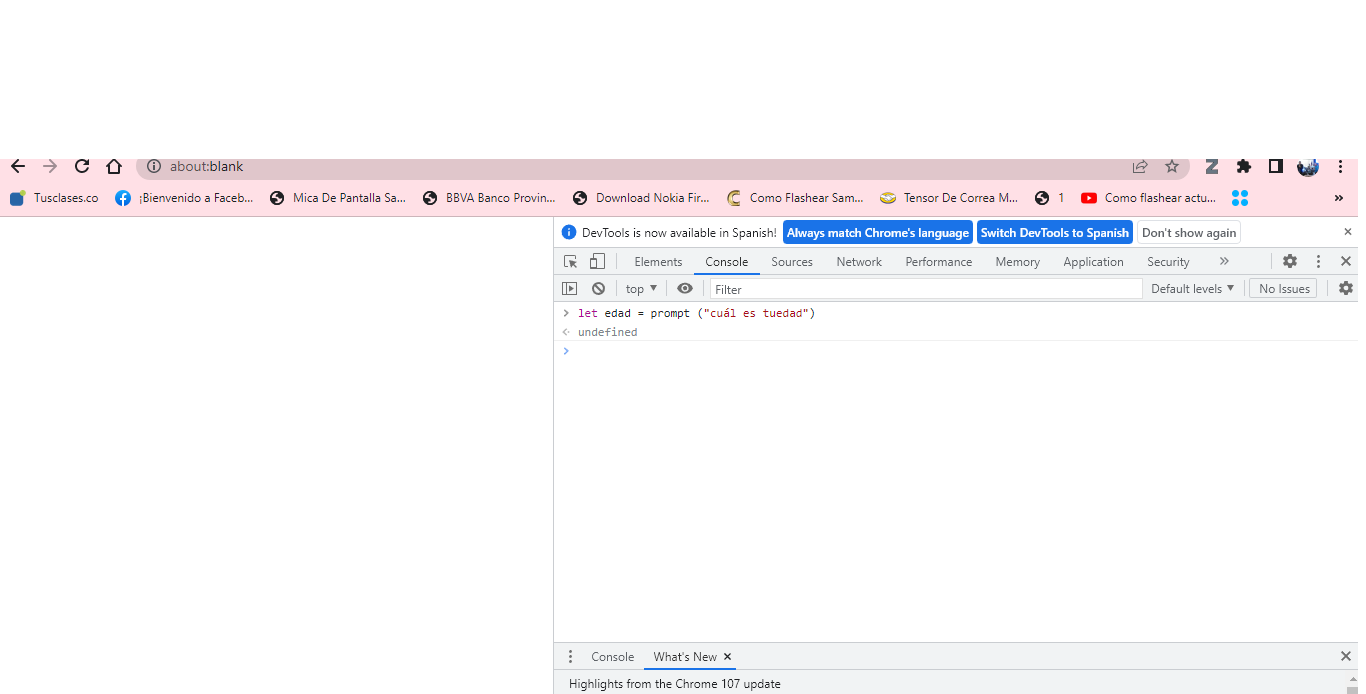 about:blank
Tusclases.co ¡Bienvenido a Faceb... Mica De Pantalla Sa... BBVA Banco Provin... Download Nokia Fir... Como Flashear Sam... Tensor De Correa M... 1 Como flashear actu... »
DevTools is now available in Spanish! Always match Chrome's language Switch DevTools to Spanish Don't show again
Elements Console Sources Network Performance Memory Application Security »
top Filter Default levels No Issues
let edad = prompt ("cuál es tuedad")
undefined
Console What's New
Highlights from the Chrome 107 update